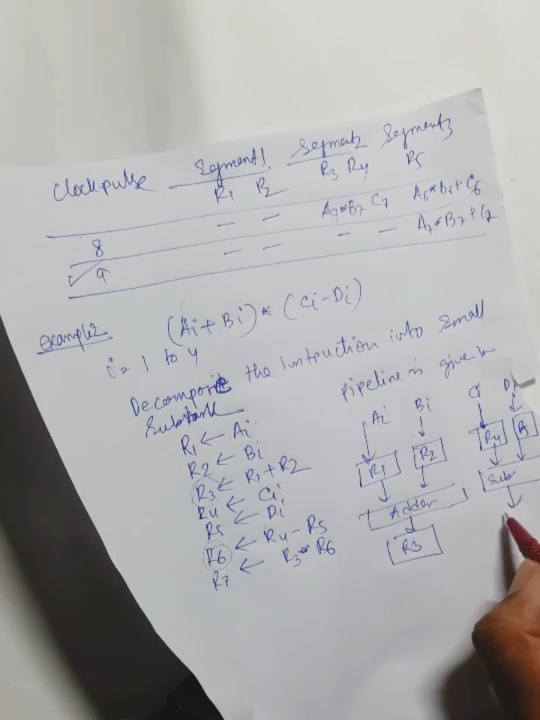 Clockpulse Segment1 Segment2 Segment3
R1 R2 R3 R4 R5
8 - - A7*B7 C7 A6*B6+C6
9 - - - - A7*B7+C7
example2 (Ai+Bi)*(Ci-Di)
i=1 to 4
Decompose the instruction into small
Subtask Pipeline is given in
R1 ← Ai
R2 ← Bi
R3 ← R1+R2
R4 ← Ci
R5 ← Di
R6 ← R4-R5
R7 ← R3*R6
Ai Bi Ci Di
R1 R2 R4
Adder Sub
R3